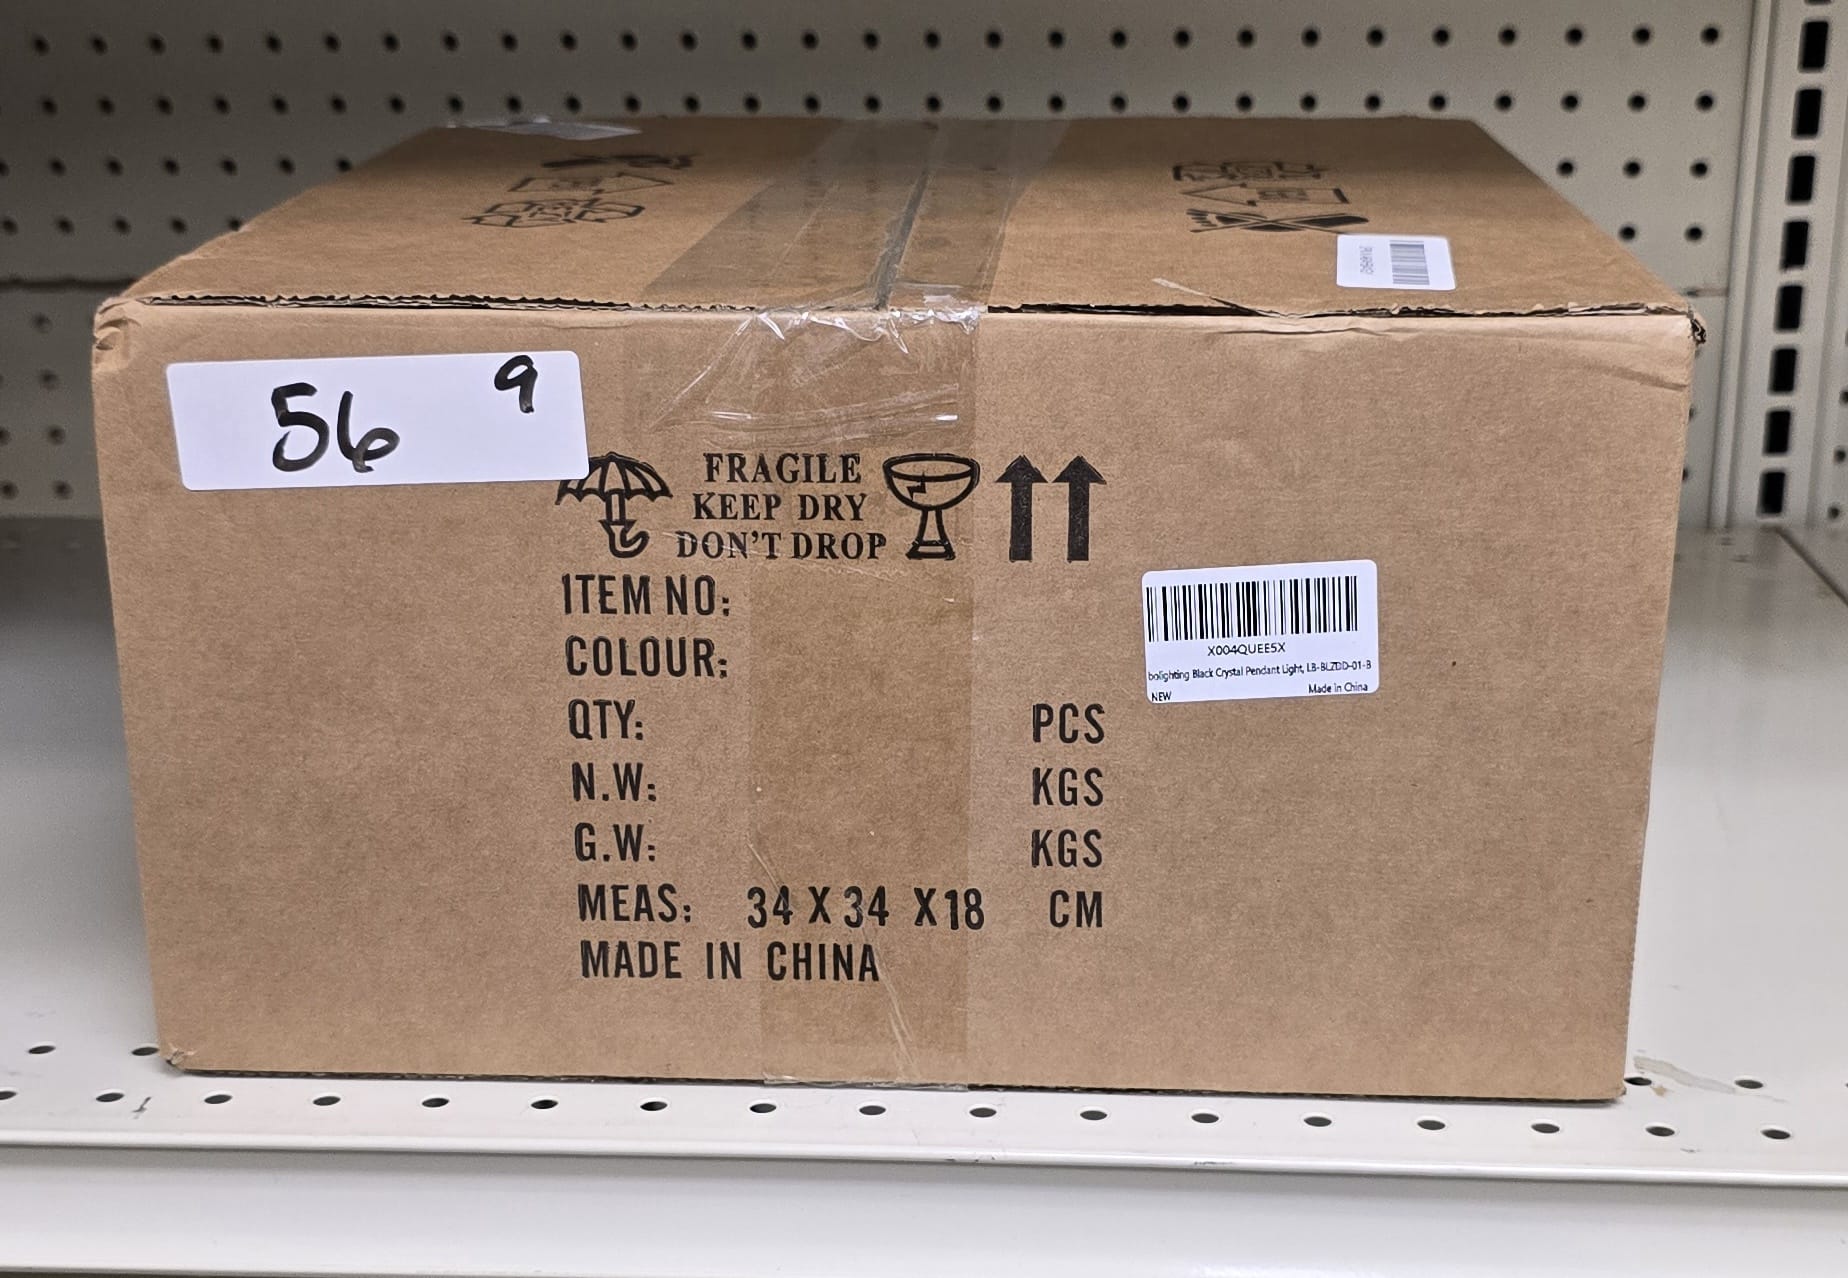 56 9
FRAGILE
KEEP DRY
DON'T DROP
ITEM NO:
COLOUR:
X004QUEE5X
bolighting Black Crystal Pendant Light, LB-BLZDD-01-B
NEW Made in China
QTY: PCS
N.W: KGS
G.W: KGS
MEAS: 34 X 34 X 18 CM
MADE IN CHINA